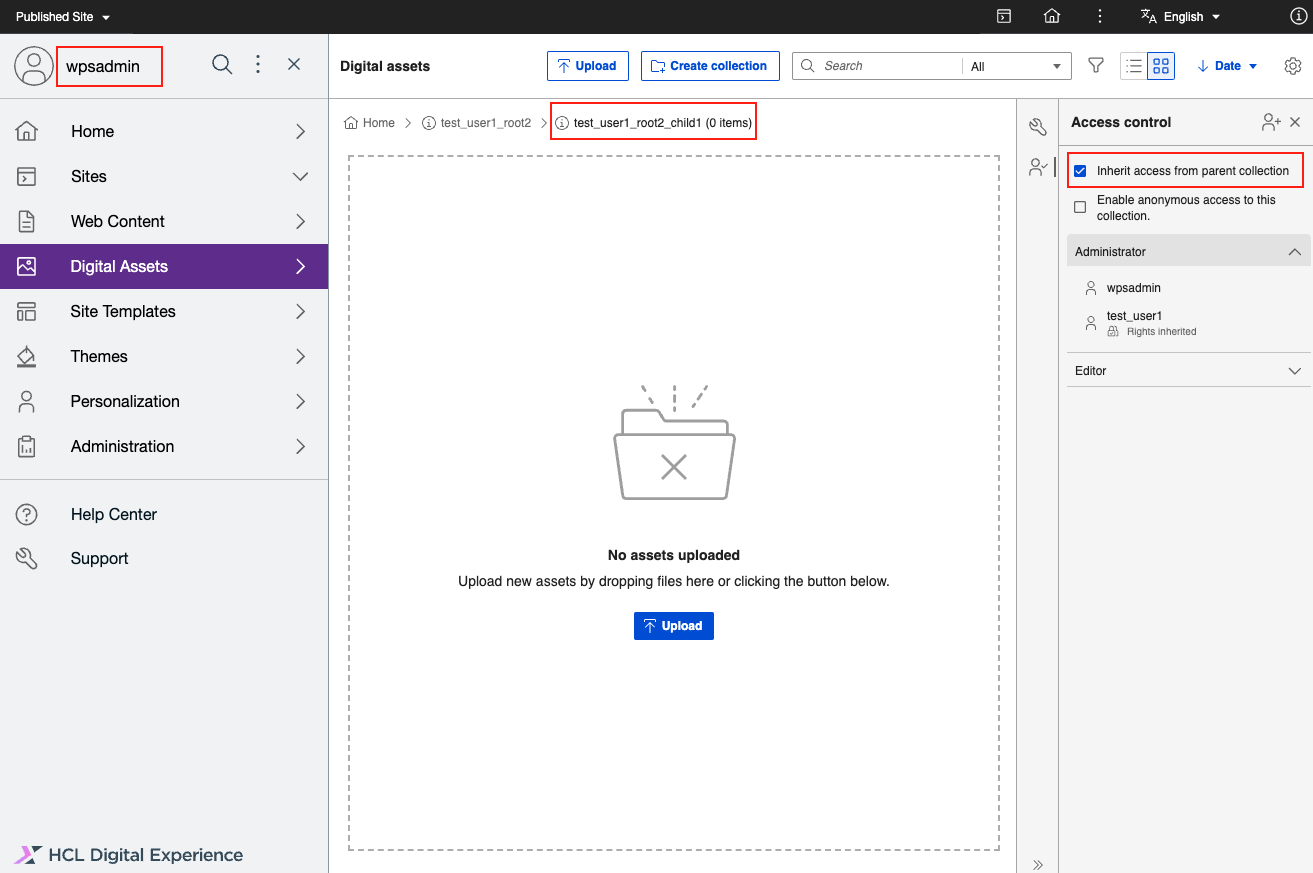 Published Site
English
wpsadmin
Home
Sites
Web Content
Digital Assets
Site Templates
Themes
Personalization
Administration
Help Center
Support
HCL Digital Experience
Digital assets
Upload
Create collection
Search
All
Date
Home
test_user1_root2
test_user1_root2_child1 (0 items)
No assets uploaded
Upload new assets by dropping files here or clicking the button below.
Upload
Access control
Inherit access from parent collection
Enable anonymous access to this
collection.
Administrator
wpsadmin
test_user1
Rights inherited
Editor